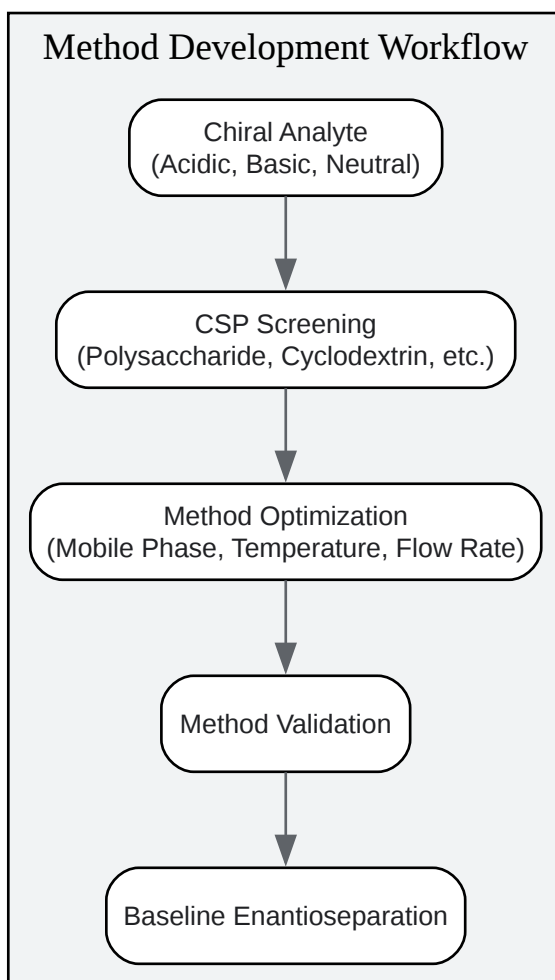 Method Development Workflow
Chiral Analyte
(Acidic, Basic, Neutral)
CSP Screening
(Polysaccharide, Cyclodextrin, etc.)
Method Optimization
(Mobile Phase, Temperature, Flow Rate)
Method Validation
Baseline Enantioseparation